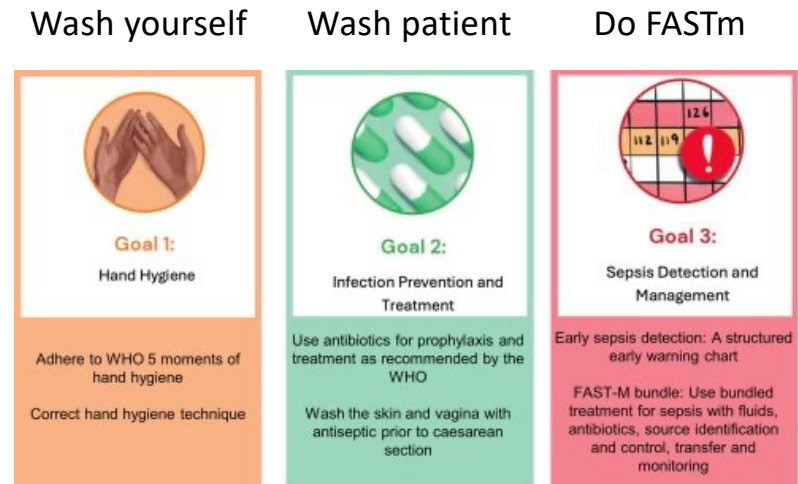 Wash yourself
Wash patient
Do FASTm
Goal 1:
Hand Hygiene
Adhere to WHO 5 moments of
hand hygiene
Correct hand hygiene technique
Goal 2:
Infection Prevention and
Treatment
Use antibiotics for prophylaxis and
treatment as recommended by the
WHO
Wash the skin and vagina with
antiseptic prior to caesarean
section
126
112 119
!
Goal 3:
Sepsis Detection and
Management
Early sepsis detection: A structured
early warning chart
FAST-M bundle: Use bundled
treatment for sepsis with fluids,
antibiotics, source identification
and control, transfer and
monitoring